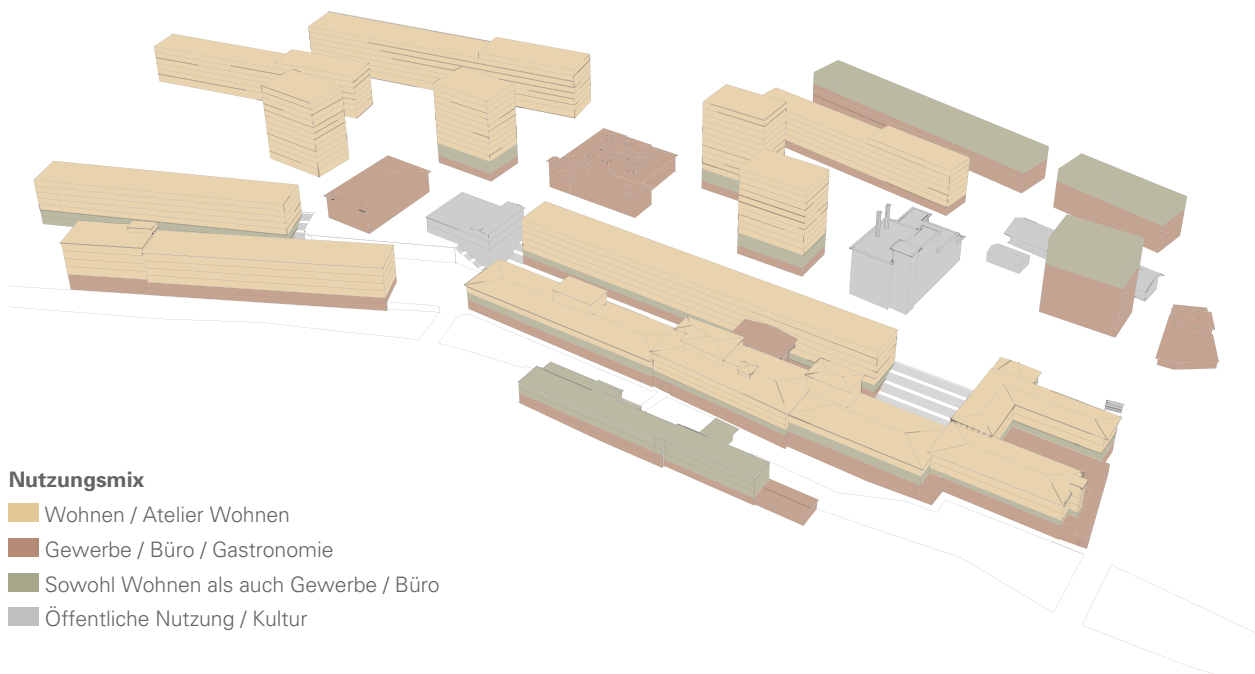 Nutzungsmix
Wohnen / Atelier Wohnen
Gewerbe / Büro / Gastronomie
Sowohl Wohnen als auch Gewerbe / Büro
Öffentliche Nutzung / Kultur